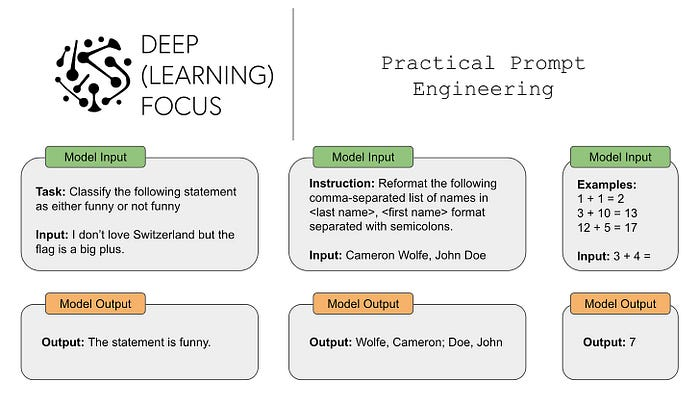 DEEP
(LEARNING)
FOCUS
Practical Prompt
Engineering
Model Input
Task: Classify the following statement
as either funny or not funny
Input: I don’t love Switzerland but the
flag is a big plus.
Model Input
Instruction: Reformat the following
comma-separated list of names in
<last name>, <first name> format
separated with semicolons.
Input: Cameron Wolfe, John Doe
Model Input
Examples:
1 + 1 = 2
3 + 10 = 13
12 + 5 = 17
Input: 3 + 4 =
Model Output
Output: The statement is funny.
Model Output
Output: Wolfe, Cameron; Doe, John
Model Output
Output: 7